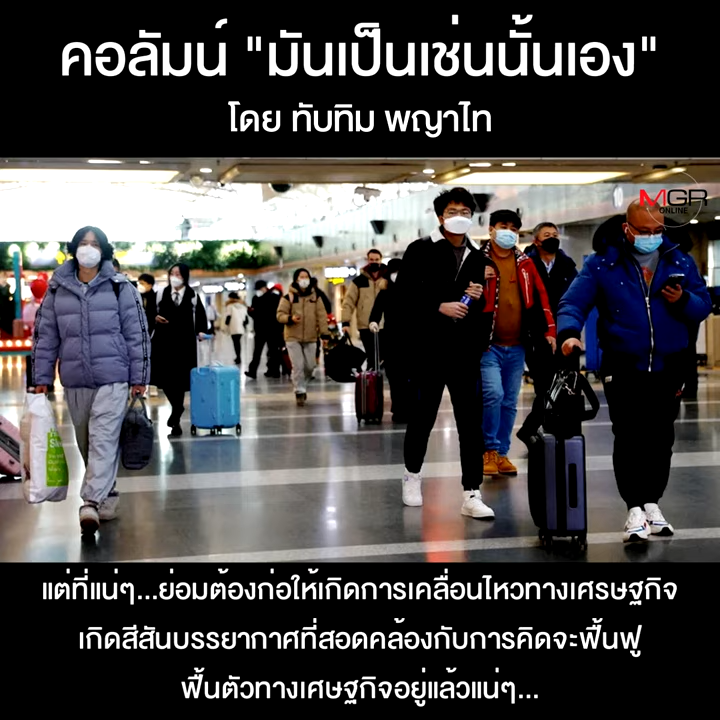 คอลัมน์ "มันเป็นเช่นนั้นเอง"
โดย ทับทิม พญาไท
MGR
ONLINE
แต่ที่แน่ๆ...ย่อมต้องก่อให้เกิดการเคลื่อนไหวทางเศรษฐกิจ
เกิดสีสันบรรยากาศที่สอดคล้องกับการคิดจะฟื้นฟู
ฟื้นตัวทางเศษฐกิจอยู่แล้วแน่ๆ...